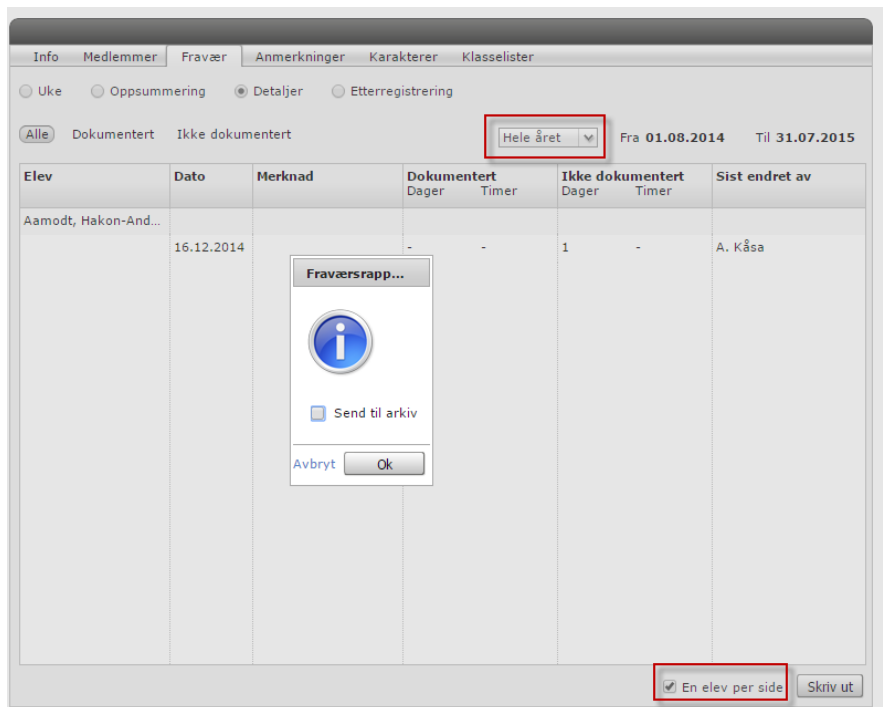 Info Medlemmer Fravær Anmerkninger Karakterer Klasselister
Uke Oppsummering Detaljer Etterregistrering
Alle Dokumentert Ikke dokumentert Hele året Fra 01.08.2014 Til 31.07.2015
Elev Dato Merknad Dokumentert Ikke dokumentert Sist endret av
Dager Timer Dager Timer
Aamodt, Hakon-And...
16.12.2014 - - 1 - A. Kåsa
Fraværsrapp...
Send til arkiv
Avbryt Ok
En elev per side Skriv ut